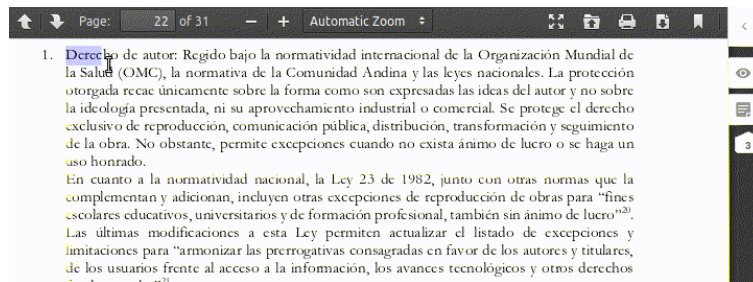 Page: 22 of 31 − + Automatic Zoom
1. Derecho de autor: Regido bajo la normatividad internacional de la Organización Mundial de
la Salud (OMC), la normativa de la Comunidad Andina y las leyes nacionales. La protección
otorgada recae únicamente sobre la forma como son expresadas las ideas del autor y no sobre
la ideología presentada, ni su aprovechamiento industrial o comercial. Se protege el derecho
exclusivo de reproducción, comunicación pública, distribución, transformación y seguimiento
de la obra. No obstante, permite excepciones cuando no exista ánimo de lucro o se haga un
uso honrado.
3
En cuanto a la normatividad nacional, la Ley 23 de 1982, junto con otras normas que la
complementan y adicionan, incluyen otras excepciones de reproducción de obras para “fines
escolares educativos, universitarios y de formación profesional, también sin ánimo de lucro”²⁰.
Las últimas modificaciones a esta Ley permiten actualizar el listado de excepciones y
limitaciones para “armonizar las prerrogativas consagradas en favor de los autores y titulares,
de los usuarios frente al acceso a la información, los avances tecnológicos y otros derechos